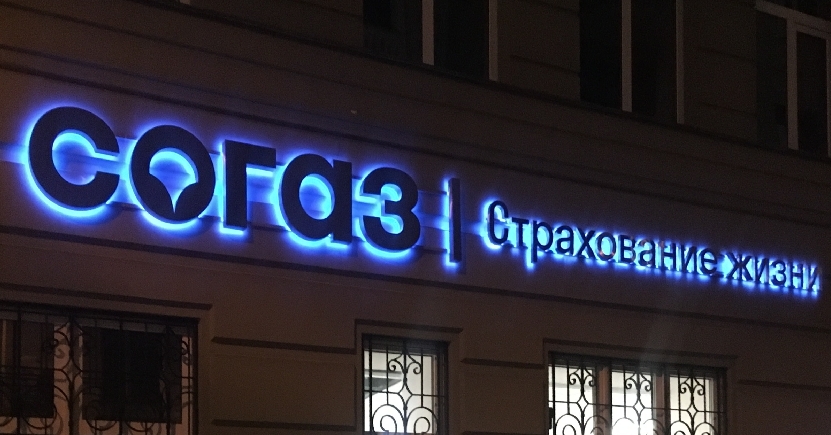 согаз | Страхование жизни